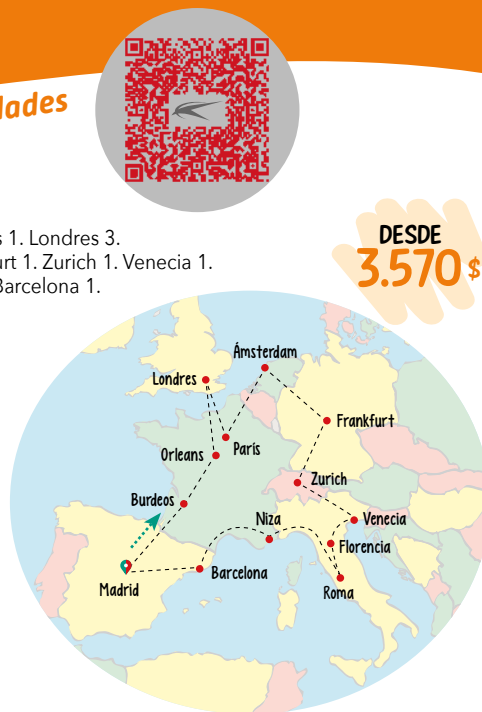 s 1. Londres 3.
urt 1. Zurich 1. Venecia 1.
Barcelona 1.
DESDE
3.570 $
Ámsterdam
Londres
Frankfurt
Orleans
París
Zurich
Burdeos
Niza
Venecia
Florencia
Barcelona
Madrid
Roma